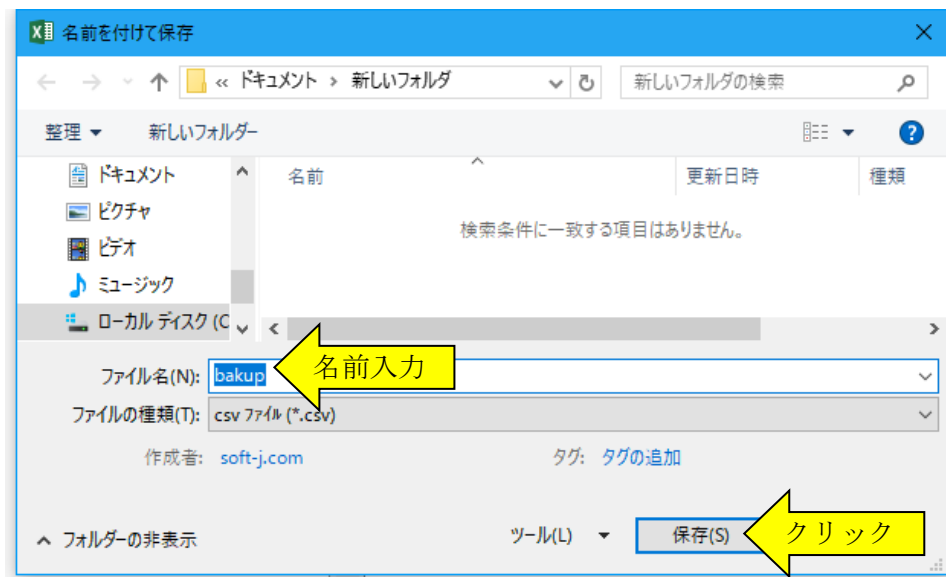 名前を付けて保存
« ドキュメント > 新しいフォルダ
新しいフォルダの検索
整理
新しいフォルダー
ドキュメント
ピクチャ
ビデオ
ミュージック
ローカル ディスク (C
名前
更新日時
種類
検索条件に一致する項目はありません。
ファイル名(N): bakup
名前入力
ファイルの種類(T): csv ﾌｧｲﾙ (*.csv)
作成者: soft-j.com
タグ: タグの追加
フォルダーの非表示
ツール(L)
保存(S)
クリック